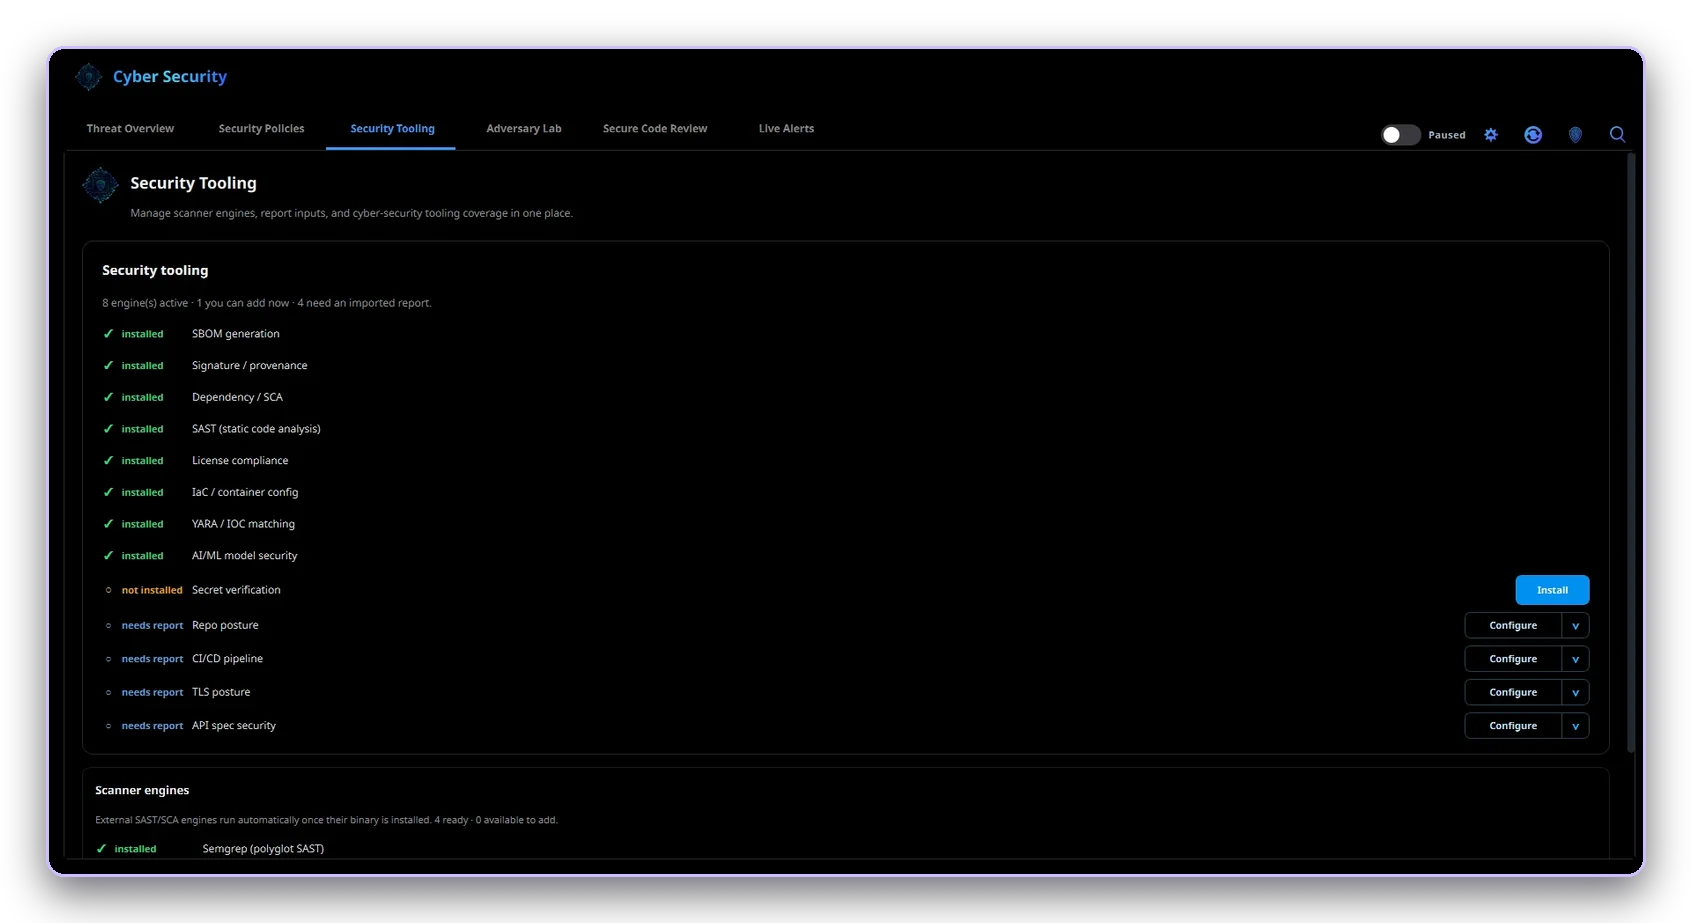 Cyber Security
Threat Overview Security Policies Security Tooling Adversary Lab Secure Code Review Live Alerts
Paused
Security Tooling
Manage scanner engines, report inputs, and cyber-security tooling coverage in one place.
Security tooling
8 engine(s) active · 1 you can add now · 4 need an imported report.
✓ installed SBOM generation
✓ installed Signature / provenance
✓ installed Dependency / SCA
✓ installed SAST (static code analysis)
✓ installed License compliance
✓ installed IaC / container config
✓ installed YARA / IOC matching
✓ installed AI/ML model security
○ not installed Secret verification Install
○ needs report Repo posture Configure v
○ needs report CI/CD pipeline Configure v
○ needs report TLS posture Configure v
○ needs report API spec security Configure v
Scanner engines
External SAST/SCA engines run automatically once their binary is installed. 4 ready · 0 available to add.
✓ installed Semgrep (polyglot SAST)